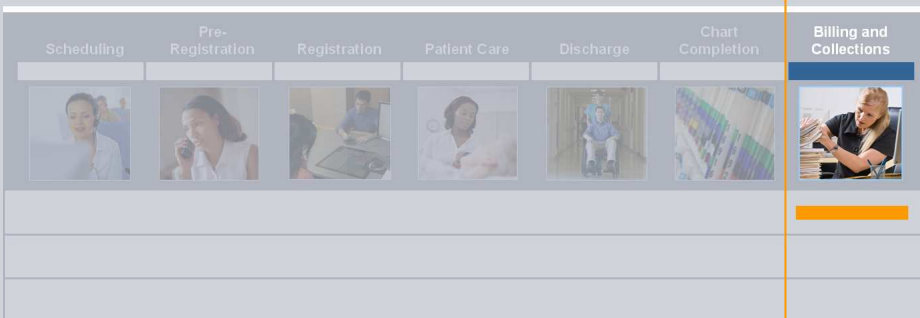 Scheduling
Pre-
Registration
Registration
Patient Care
Discharge
Chart
Completion
Billing and
Collections